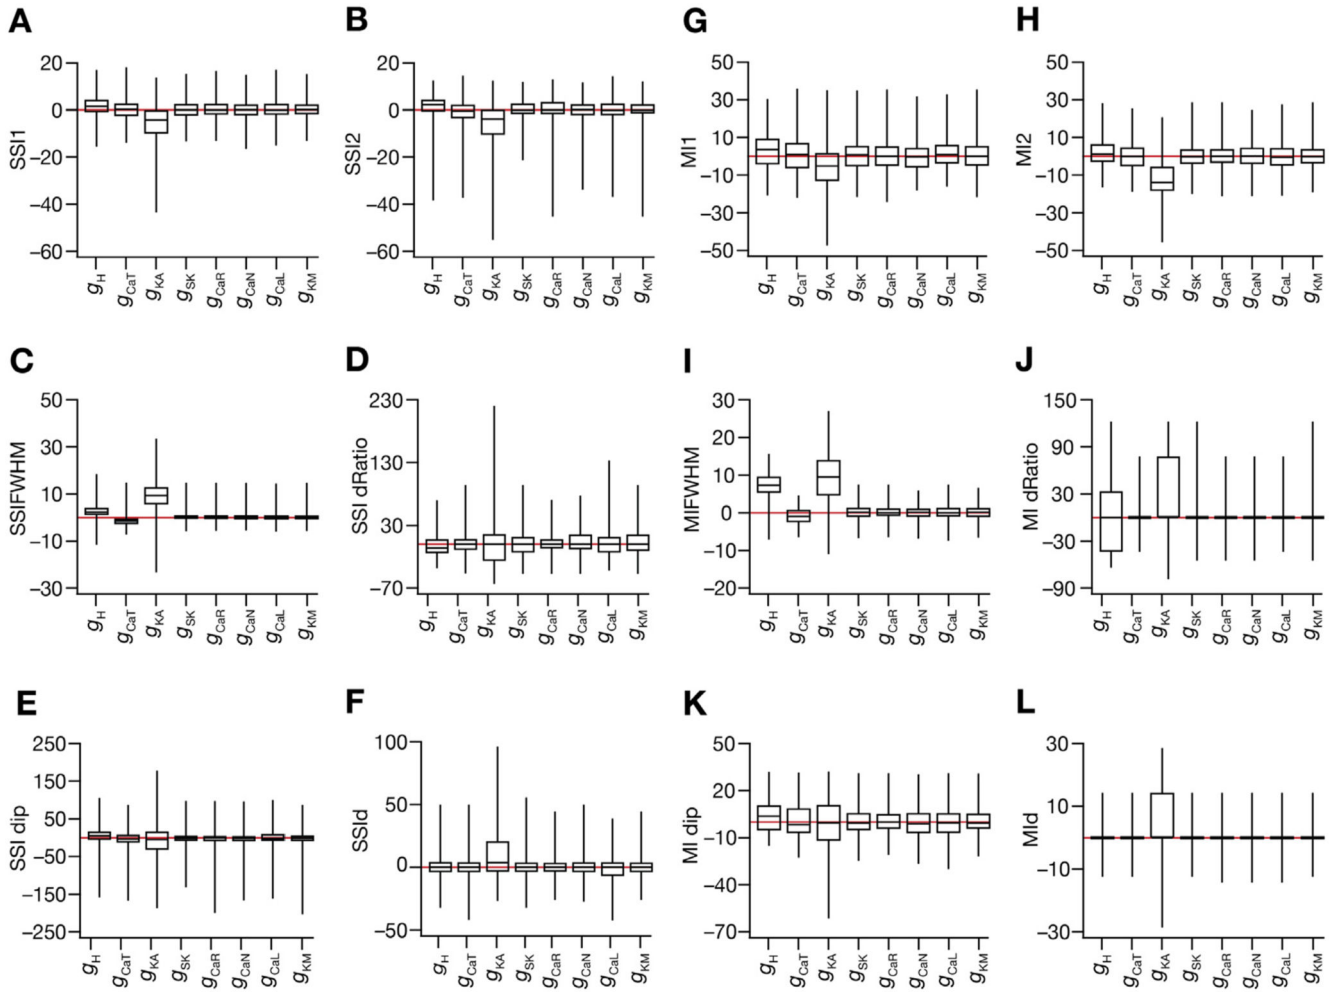 A
SSI1
20
0
−20
−40
−60
gH gCaT gKA gSK gCaR gCaN gCaL gKM
B
SSI2
20
0
−20
−40
−60
gH gCaT gKA gSK gCaR gCaN gCaL gKM
G
MI1
50
30
10
−10
−30
−50
gH gCaT gKA gSK gCaR gCaN gCaL gKM
H
MI2
50
30
10
−10
−30
−50
gH gCaT gKA gSK gCaR gCaN gCaL gKM
C
SSIFWHM
50
30
10
−10
−30
gH gCaT gKA gSK gCaR gCaN gCaL gKM
D
SSI dRatio
230
130
30
−70
gH gCaT gKA gSK gCaR gCaN gCaL gKM
I
MIFWHM
30
20
10
0
−10
−20
gH gCaT gKA gSK gCaR gCaN gCaL gKM
J
MI dRatio
150
90
30
−30
−90
gH gCaT gKA gSK gCaR gCaN gCaL gKM
E
SSI dip
250
150
50
−50
−150
−250
gH gCaT gKA gSK gCaR gCaN gCaL gKM
F
SSId
100
50
0
−50
gH gCaT gKA gSK gCaR gCaN gCaL gKM
K
MI dip
50
20
−10
−40
−70
gH gCaT gKA gSK gCaR gCaN gCaL gKM
L
MId
30
10
−10
−30
gH gCaT gKA gSK gCaR gCaN gCaL gKM